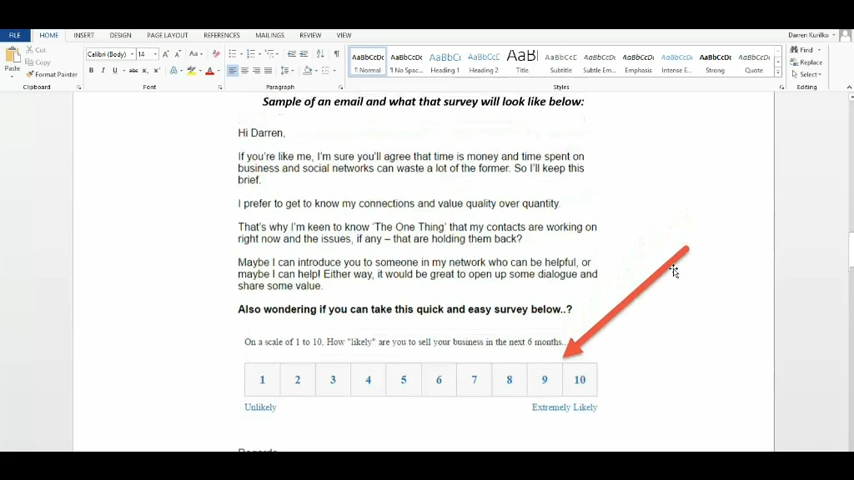 FILE HOME INSERT DESIGN PAGE LAYOUT REFERENCES MAILINGS REVIEW VIEW Darren Kurilko
Paste Cut Copy Format Painter
Calibri (Body) 14
AaBbCcDc AaBbCcDc AaBbCc AaBbCcC AaBl AaBbCcC AaBbCcDc AaBbCcDc AaBbCcDc AaBbCcDc AaBbCcDc
¶ Normal ¶ No Spac... Heading 1 Heading 2 Title Subtitle Subtle Em... Emphasis Intense E... Strong Quote
Find Replace Select
Clipboard Font Paragraph Styles Editing
Sample of an email and what that survey will look like below:
Hi Darren,
If you're like me, I'm sure you'll agree that time is money and time spent on
business and social networks can waste a lot of the former. So I'll keep this
brief.
I prefer to get to know my connections and value quality over quantity.
That's why I'm keen to know 'The One Thing' that my contacts are working on
right now and the issues, if any – that are holding them back?
Maybe I can introduce you to someone in my network who can be helpful, or
maybe I can help! Either way, it would be great to open up some dialogue and
share some value.
Also wondering if you can take this quick and easy survey below..?
On a scale of 1 to 10, How "likely" are you to sell your business in the next 6 months..
1 2 3 4 5 6 7 8 9 10
Unlikely Extremely Likely